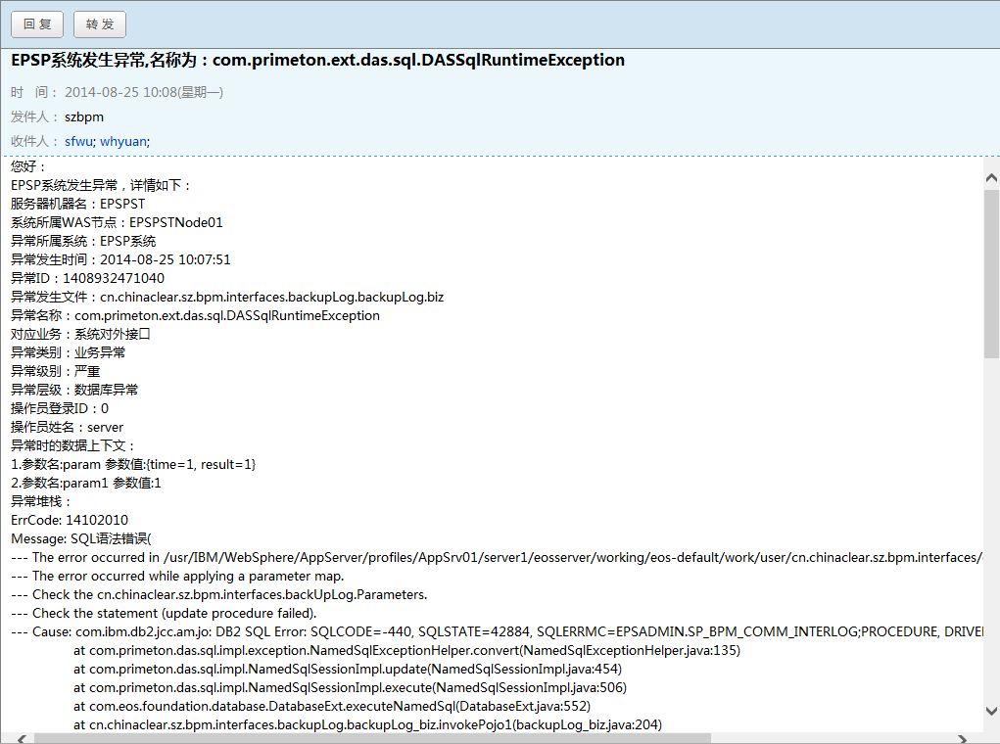 回 复
转 发
EPSP系统发生异常,名称为：com.primeton.ext.das.sql.DASSqlRuntimeException
时 间： 2014-08-25 10:08(星期一)
发件人： szbpm
收件人： sfwu; whyuan;
您好：
EPSP系统发生异常，详情如下：
服务器机器名：EPSPST
系统所属WAS节点：EPSPSTNode01
异常所属系统：EPSP系统
异常发生时间：2014-08-25 10:07:51
异常ID：1408932471040
异常发生文件：cn.chinaclear.sz.bpm.interfaces.backupLog.backupLog.biz
异常名称：com.primeton.ext.das.sql.DASSqlRuntimeException
对应业务：系统对外接口
异常类别：业务异常
异常级别：严重
异常层级：数据库异常
操作员登录ID：0
操作员姓名：server
异常时的数据上下文：
1.参数名:param 参数值:{time=1, result=1}
2.参数名:param1 参数值:1
异常堆栈：
ErrCode: 14102010
Message: SQL语法错误(
--- The error occurred in /usr/IBM/WebSphere/AppServer/profiles/AppSrv01/server1/eosserver/working/eos-default/work/user/cn.chinaclear.sz.bpm.interfaces/
--- The error occurred while applying a parameter map.
--- Check the cn.chinaclear.sz.bpm.interfaces.backUpLog.Parameters.
--- Check the statement (update procedure failed).
--- Cause: com.ibm.db2.jcc.am.jo: DB2 SQL Error: SQLCODE=-440, SQLSTATE=42884, SQLERRMC=EPSADMIN.SP_BPM_COMM_INTERLOG;PROCEDURE, DRIVE
at com.primeton.das.sql.impl.exception.NamedSqlExceptionHelper.convert(NamedSqlExceptionHelper.java:135)
at com.primeton.das.sql.impl.NamedSqlSessionImpl.update(NamedSqlSessionImpl.java:454)
at com.primeton.das.sql.impl.NamedSqlSessionImpl.execute(NamedSqlSessionImpl.java:506)
at com.eos.foundation.database.DatabaseExt.executeNamedSql(DatabaseExt.java:552)
at cn.chinaclear.sz.bpm.interfaces.backupLog.backupLog_biz.invokePojo1(backupLog_biz.java:204)